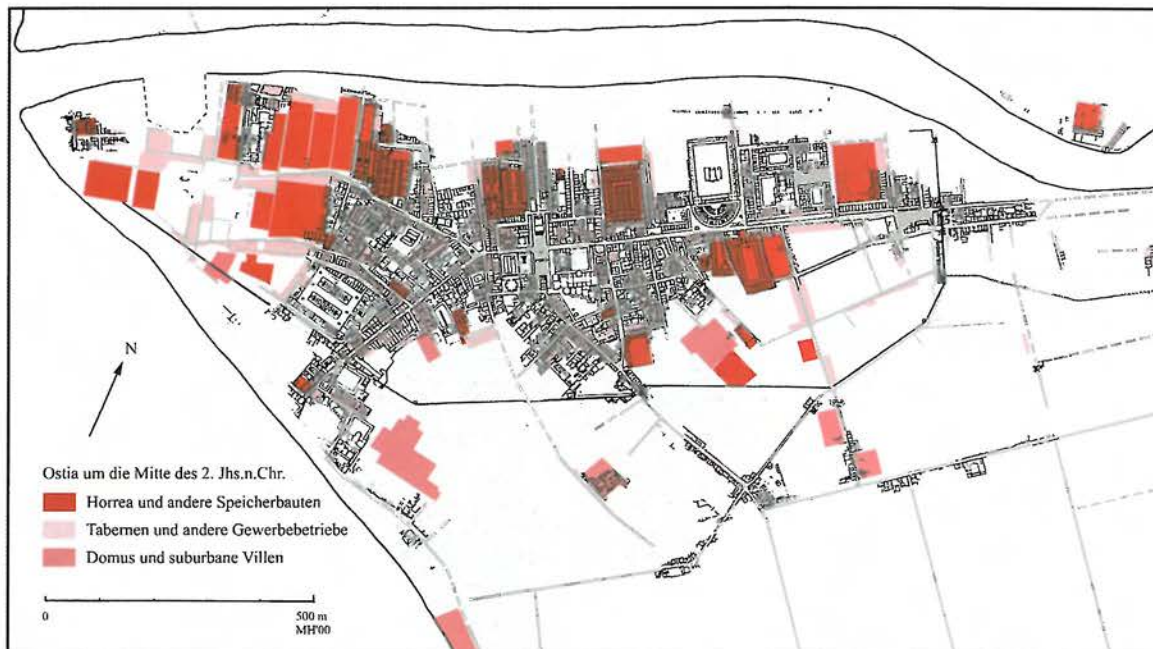 N
Ostia um die Mitte des 2. Jhs.n.Chr.
Horrea und andere Speicherbauten
Tabernen und andere Gewerbebetriebe
Domus und suburbane Villen
0
500 m
MH'00